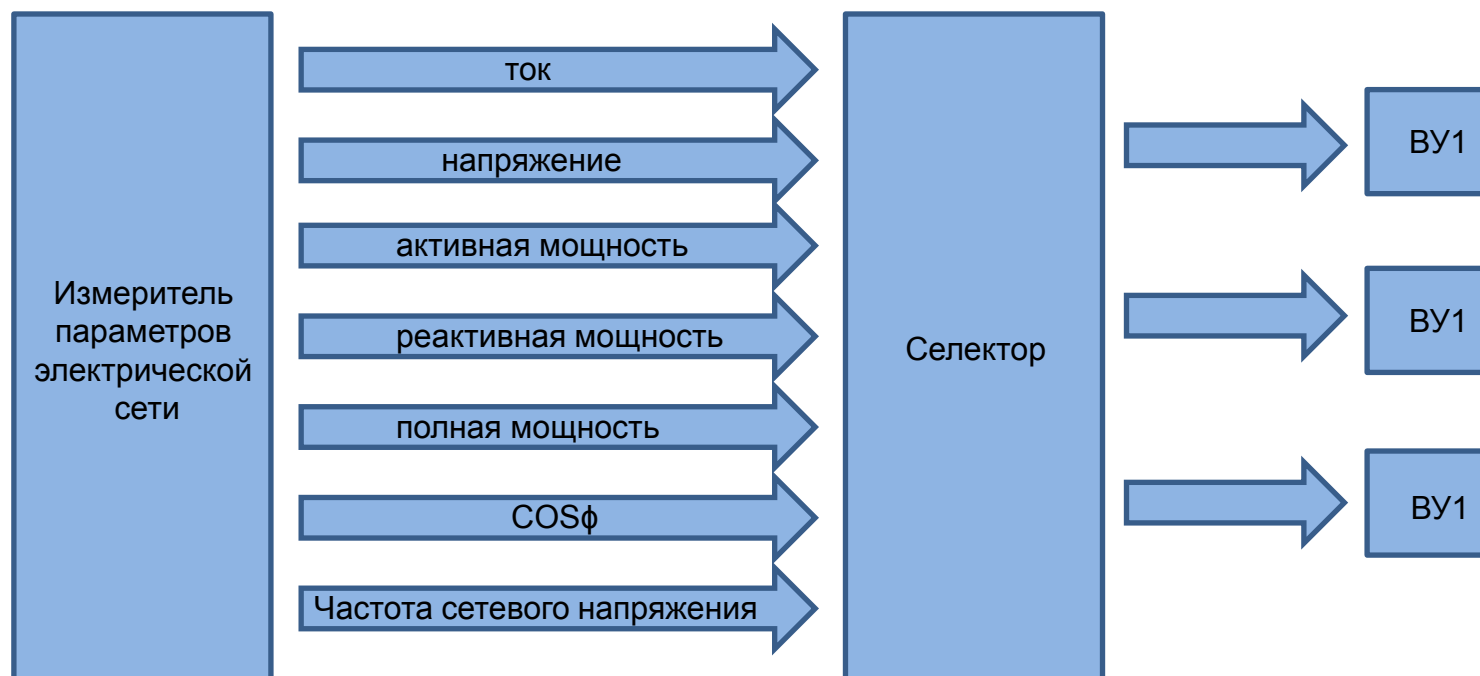 Измеритель
параметров
электрической
сети
ток
напряжение
активная мощность
реактивная мощность
полная мощность
COSϕ
Частота сетевого напряжения
Селектор
ВУ1
ВУ1
ВУ1